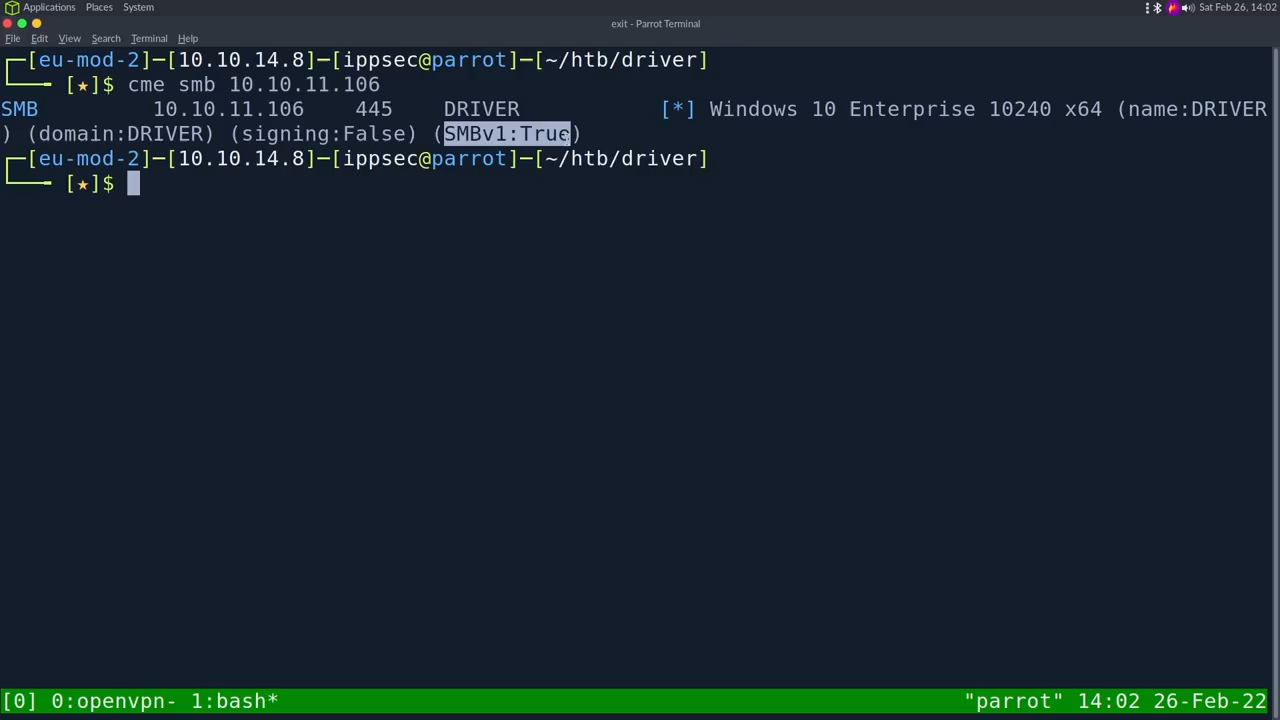 Applications Places System Sat Feb 26, 14:02
exit - Parrot Terminal
File Edit View Search Terminal Help
┌─[eu-mod-2]─[10.10.14.8]─[ippsec@parrot]─[~/htb/driver]
└──╼ [★]$ cme smb 10.10.11.106
SMB 10.10.11.106 445 DRIVER [*] Windows 10 Enterprise 10240 x64 (name:DRIVER
) (domain:DRIVER) (signing:False) (SMBv1:True)
┌─[eu-mod-2]─[10.10.14.8]─[ippsec@parrot]─[~/htb/driver]
└──╼ [★]$
[0] 0:openvpn- 1:bash* "parrot" 14:02 26-Feb-22